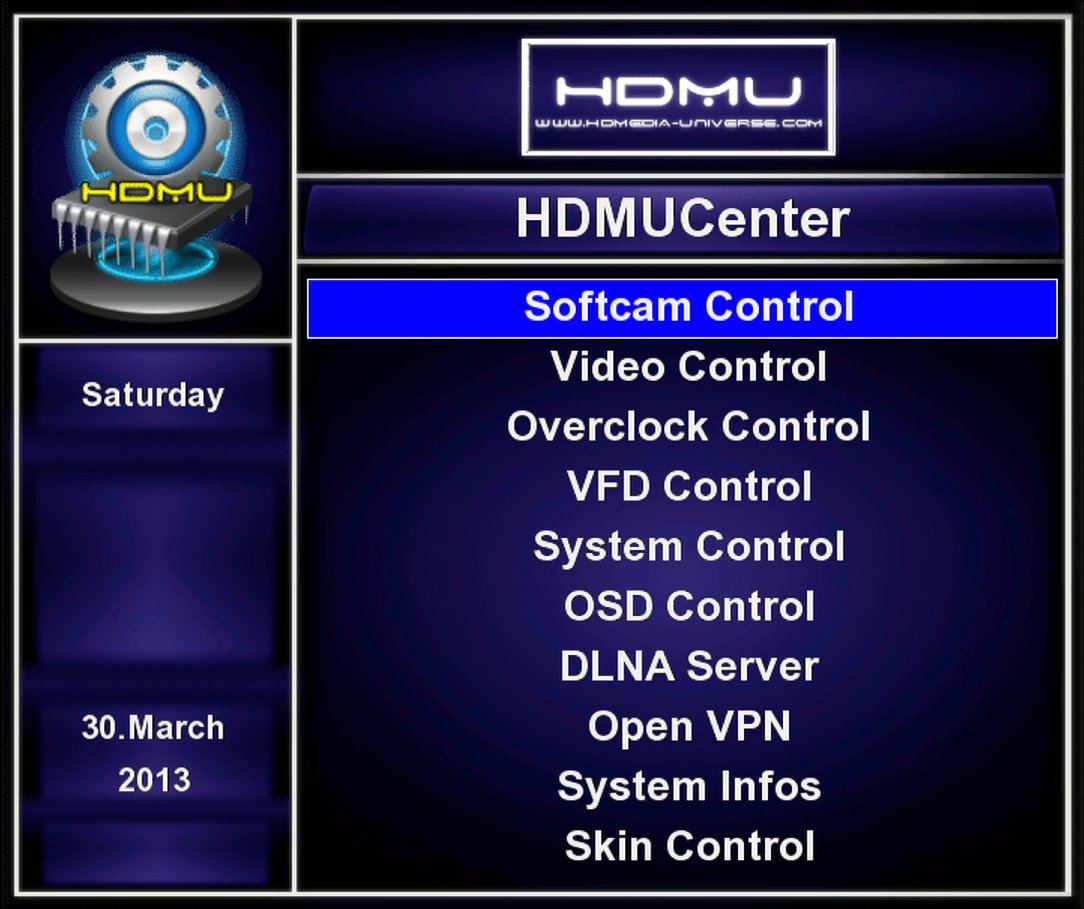 HDMU
WWW.HDMEDIA-UNIVERSE.COM
HDMU
HDMUCenter
Softcam Control
Video Control
Overclock Control
VFD Control
System Control
OSD Control
DLNA Server
Open VPN
System Infos
Skin Control
Saturday
30.March
2013